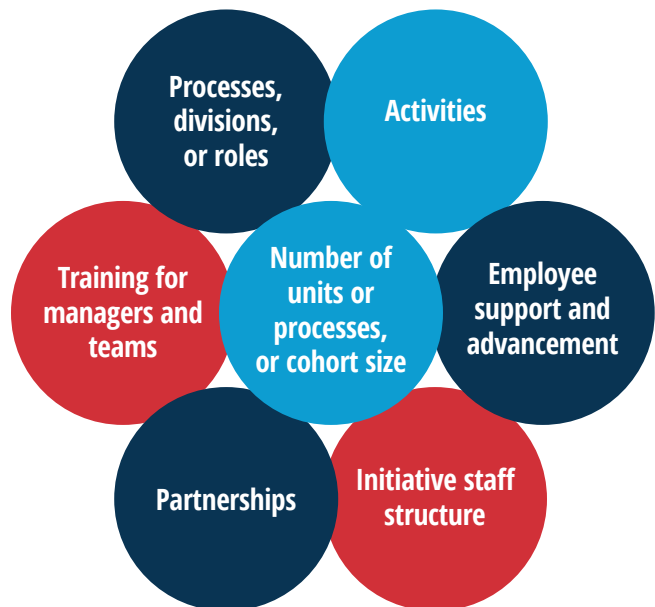 Processes,
divisions,
or roles
Activities
Training for
managers and
teams
Number of
units or
processes,
or cohort size
Employee
support and
advancement
Partnerships
Initiative staff
structure